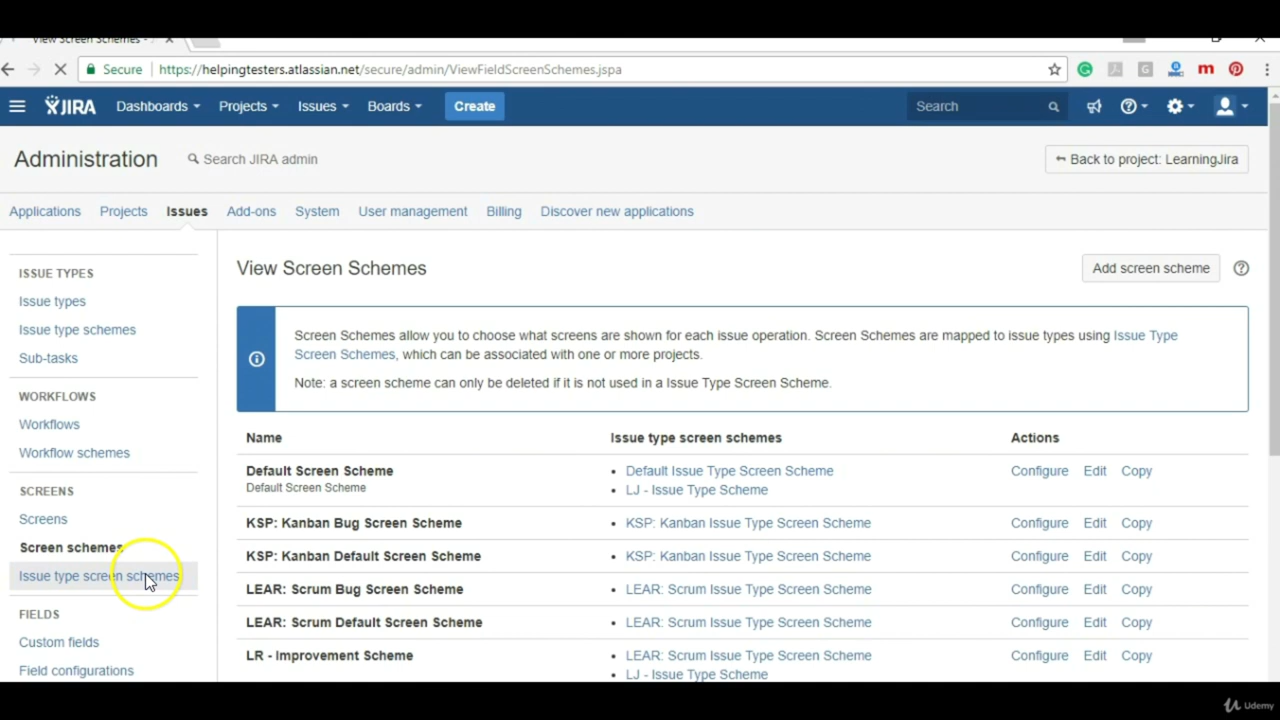 View Screen Schemes -
Secure
https://helpingtesters.atlassian.net/secure/admin/ViewFieldScreenSchemes.jspa
JIRA Dashboards Projects Issues Boards Create Search
Administration Search JIRA admin Back to project: LearningJira
Applications Projects Issues Add-ons System User management Billing Discover new applications
ISSUE TYPES
Issue types
Issue type schemes
Sub-tasks
WORKFLOWS
Workflows
Workflow schemes
SCREENS
Screens
Screen schemes
Issue type screen schemes
FIELDS
Custom fields
Field configurations
View Screen Schemes Add screen scheme
Screen Schemes allow you to choose what screens are shown for each issue operation. Screen Schemes are mapped to issue types using Issue Type
Screen Schemes, which can be associated with one or more projects.
Note: a screen scheme can only be deleted if it is not used in a Issue Type Screen Scheme.
Name Issue type screen schemes Actions
Default Screen Scheme • Default Issue Type Screen Scheme Configure Edit Copy
Default Screen Scheme • LJ - Issue Type Scheme
KSP: Kanban Bug Screen Scheme • KSP: Kanban Issue Type Screen Scheme Configure Edit Copy
KSP: Kanban Default Screen Scheme • KSP: Kanban Issue Type Screen Scheme Configure Edit Copy
LEAR: Scrum Bug Screen Scheme • LEAR: Scrum Issue Type Screen Scheme Configure Edit Copy
LEAR: Scrum Default Screen Scheme • LEAR: Scrum Issue Type Screen Scheme Configure Edit Copy
LR - Improvement Scheme • LEAR: Scrum Issue Type Screen Scheme Configure Edit Copy
• LJ - Issue Type Scheme
Udemy